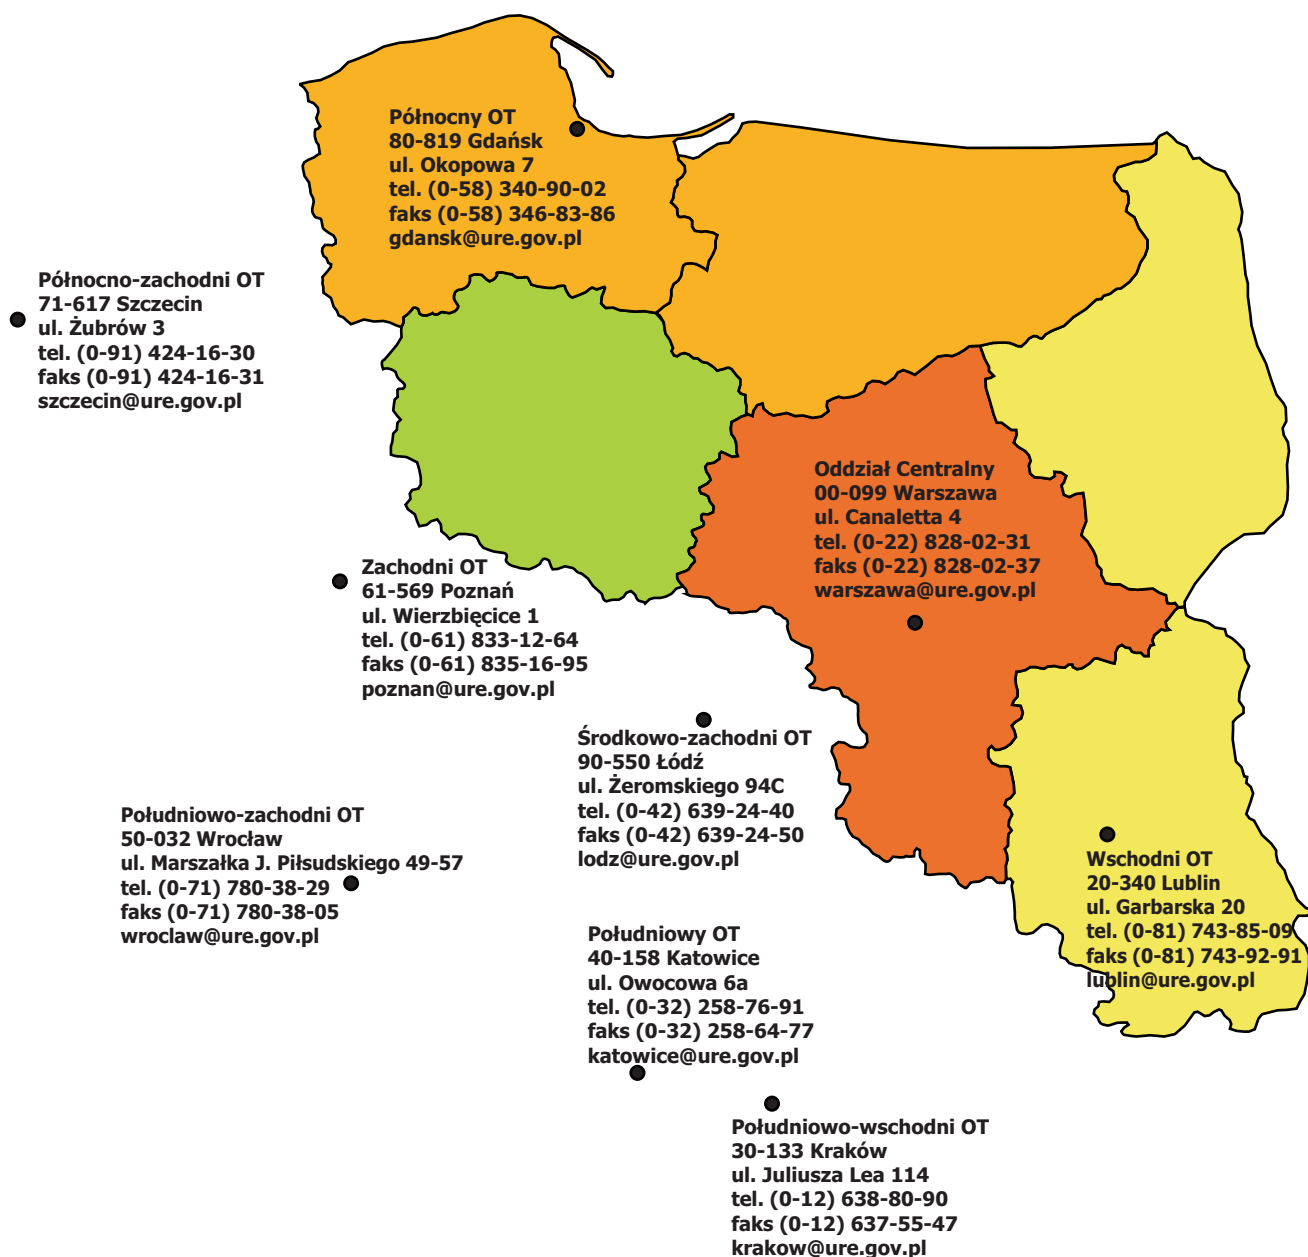 Północny OT
80-819 Gdańsk
ul. Okopowa 7
tel. (0-58) 340-90-02
faks (0-58) 346-83-86
gdansk@ure.gov.pl
Północno-zachodni OT
71-617 Szczecin
ul. Żubrów 3
tel. (0-91) 424-16-30
faks (0-91) 424-16-31
szczecin@ure.gov.pl
Oddział Centralny
00-099 Warszawa
ul. Canaletta 4
tel. (0-22) 828-02-31
faks (0-22) 828-02-37
warszawa@ure.gov.pl
Zachodni OT
61-569 Poznań
ul. Wierzbięcice 1
tel. (0-61) 833-12-64
faks (0-61) 835-16-95
poznan@ure.gov.pl
Środkowo-zachodni OT
90-550 Łódź
ul. Żeromskiego 94C
tel. (0-42) 639-24-40
faks (0-42) 639-24-50
lodz@ure.gov.pl
Południowo-zachodni OT
50-032 Wrocław
ul. Marszałka J. Piłsudskiego 49-57
tel. (0-71) 780-38-29
faks (0-71) 780-38-05
wroclaw@ure.gov.pl
Wschodni OT
20-340 Lublin
ul. Garbarska 20
tel. (0-81) 743-85-09
faks (0-81) 743-92-91
lublin@ure.gov.pl
Południowy OT
40-158 Katowice
ul. Owocowa 6a
tel. (0-32) 258-76-91
faks (0-32) 258-64-77
katowice@ure.gov.pl
Południowo-wschodni OT
30-133 Kraków
ul. Juliusza Lea 114
tel. (0-12) 638-80-90
faks (0-12) 637-55-47
krakow@ure.gov.pl